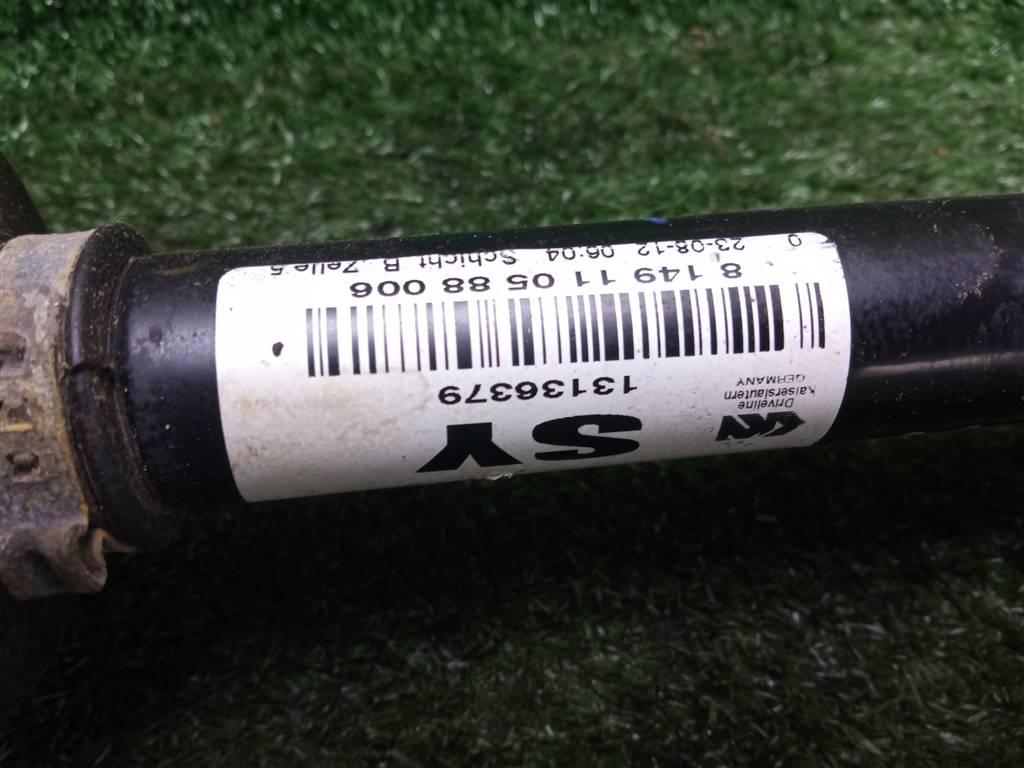 GKN
Driveline
Kaiserslautern
GERMANY
SY
13136379
8 149 11 05 88 006
0 23-08-12 06:04 Schicht B Zelle 5